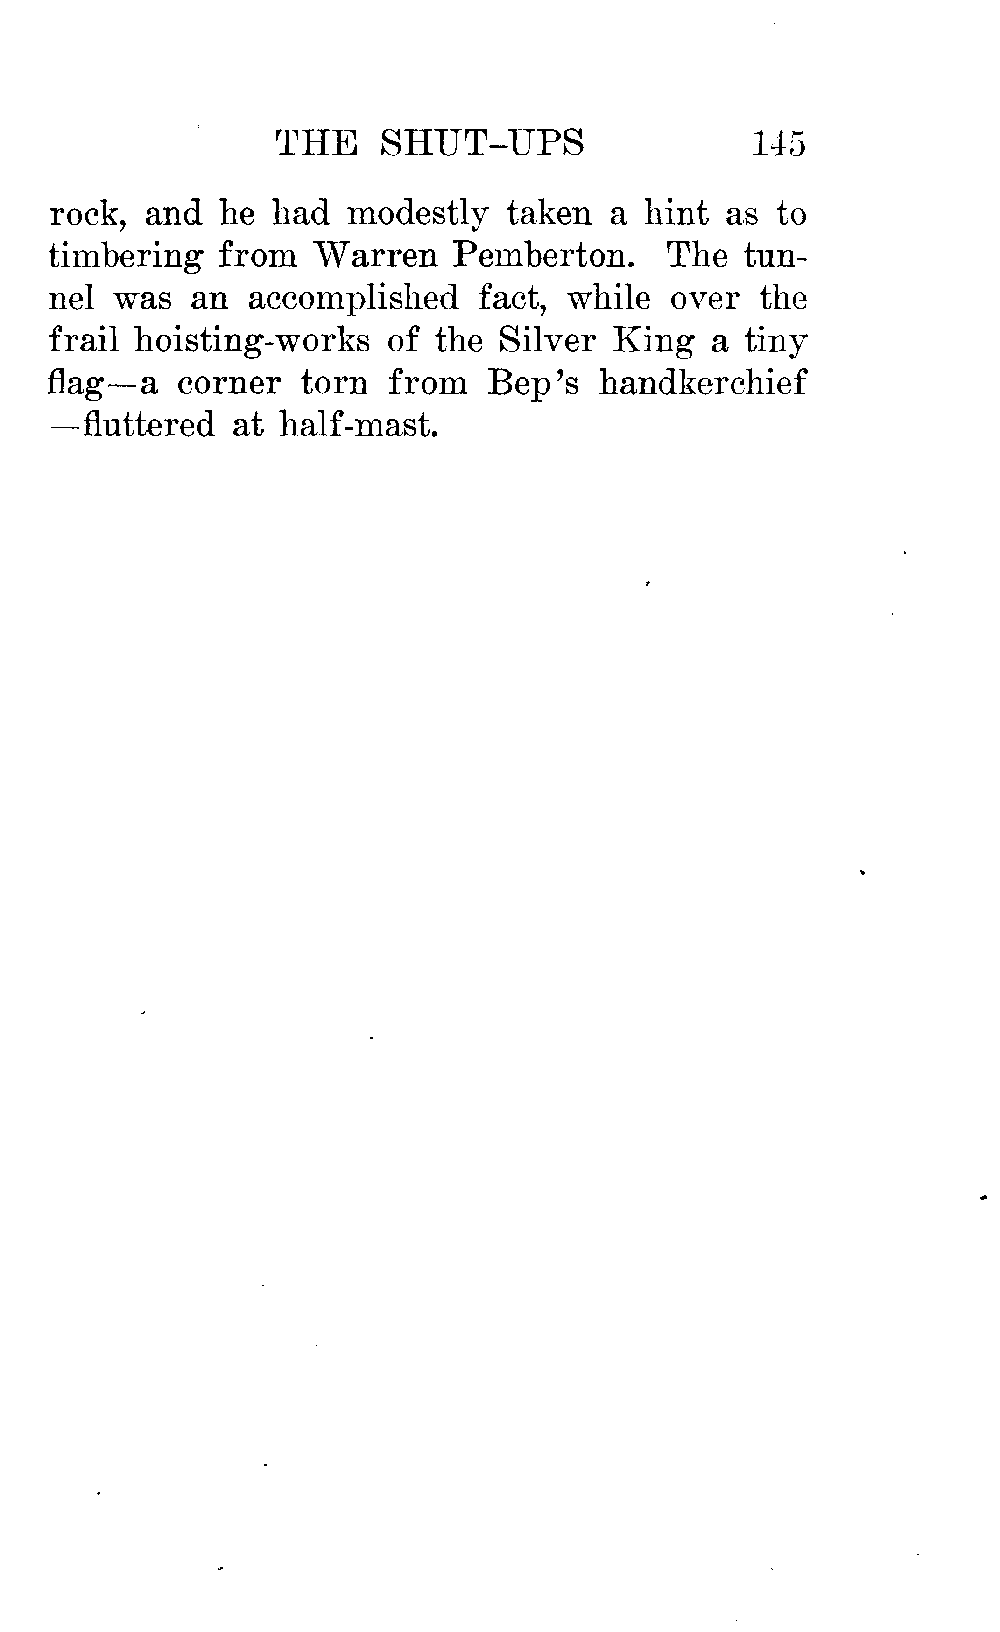 THE SHUT-UPS 145
rock, and he had modestly taken a hint as to
timbering from Warren Pemberton. The tun-
nel was an accomplished fact, while over the
frail hoisting-works of the Silver King a tiny
flag—a corner torn from Bep's handkerchief
—fluttered at half-mast.